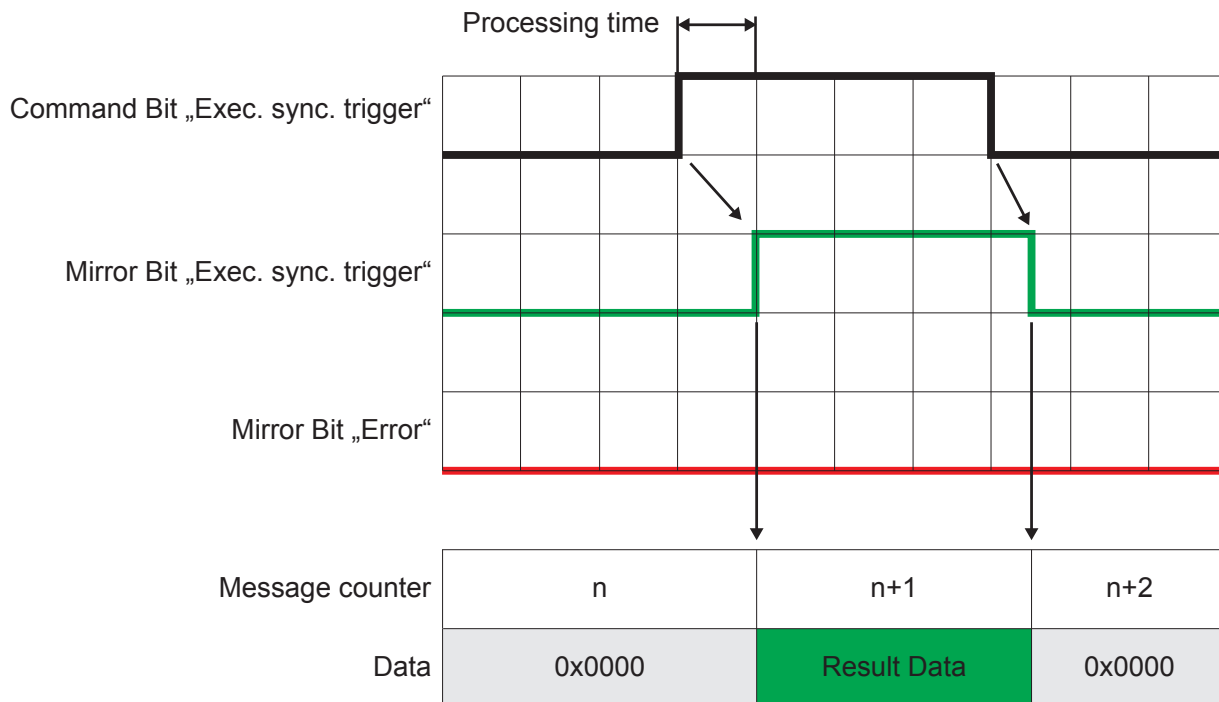 Processing time
Command Bit „Exec. sync. trigger“
Mirror Bit „Exec. sync. trigger“
Mirror Bit „Error“
Message counter n n+1 n+2
Data 0x0000 Result Data 0x0000